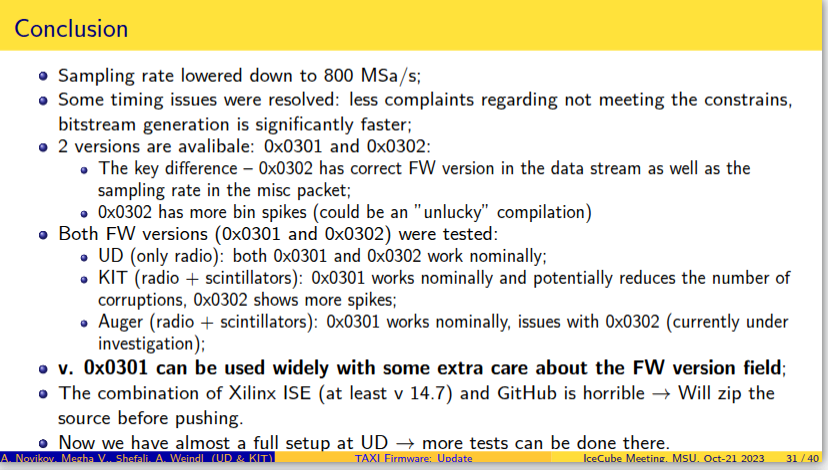 Conclusion
Sampling rate lowered down to 800 MSa/s;
Some timing issues were resolved: less complaints regarding not meeting the constrains,
bitstream generation is significantly faster;
2 versions are avalibale: 0x0301 and 0x0302:
The key difference – 0x0302 has correct FW version in the data stream as well as the
sampling rate in the misc packet;
0x0302 has more bin spikes (could be an "unlucky" compilation)
Both FW versions (0x0301 and 0x0302) were tested:
UD (only radio): both 0x0301 and 0x0302 work nominally;
KIT (radio + scintillators): 0x0301 works nominally and potentially reduces the number of
corruptions, 0x0302 shows more spikes;
Auger (radio + scintillators): 0x0301 works nominally, issues with 0x0302 (currently under
investigation);
v. 0x0301 can be used widely with some extra care about the FW version field;
The combination of Xilinx ISE (at least v 14.7) and GitHub is horrible → Will zip the
source before pushing.
Now we have almost a full setup at UD → more tests can be done there.
A. Novikov, Megha V., Shefali, A. Weindl (UD & KIT) TAXI Firmware: Update IceCube Meeting, MSU, Oct-21 2023 31 / 40